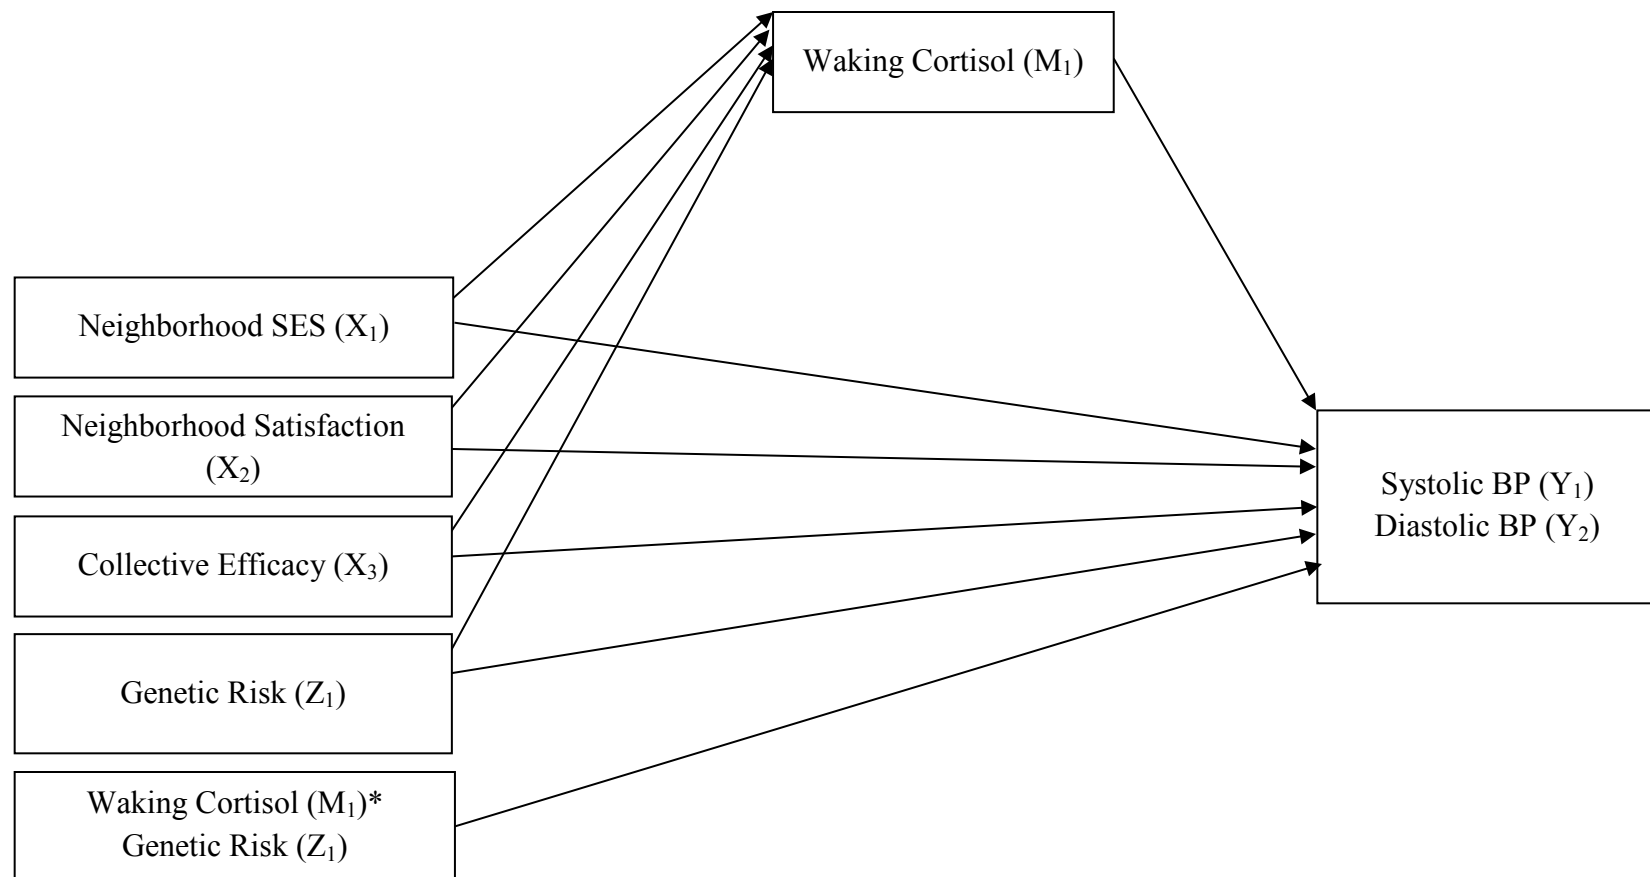 Waking Cortisol (M₁)
Neighborhood SES (X₁)
Neighborhood Satisfaction
(X₂)
Collective Efficacy (X₃)
Genetic Risk (Z₁)
Waking Cortisol (M₁)*
Genetic Risk (Z₁)
Systolic BP (Y₁)
Diastolic BP (Y₂)